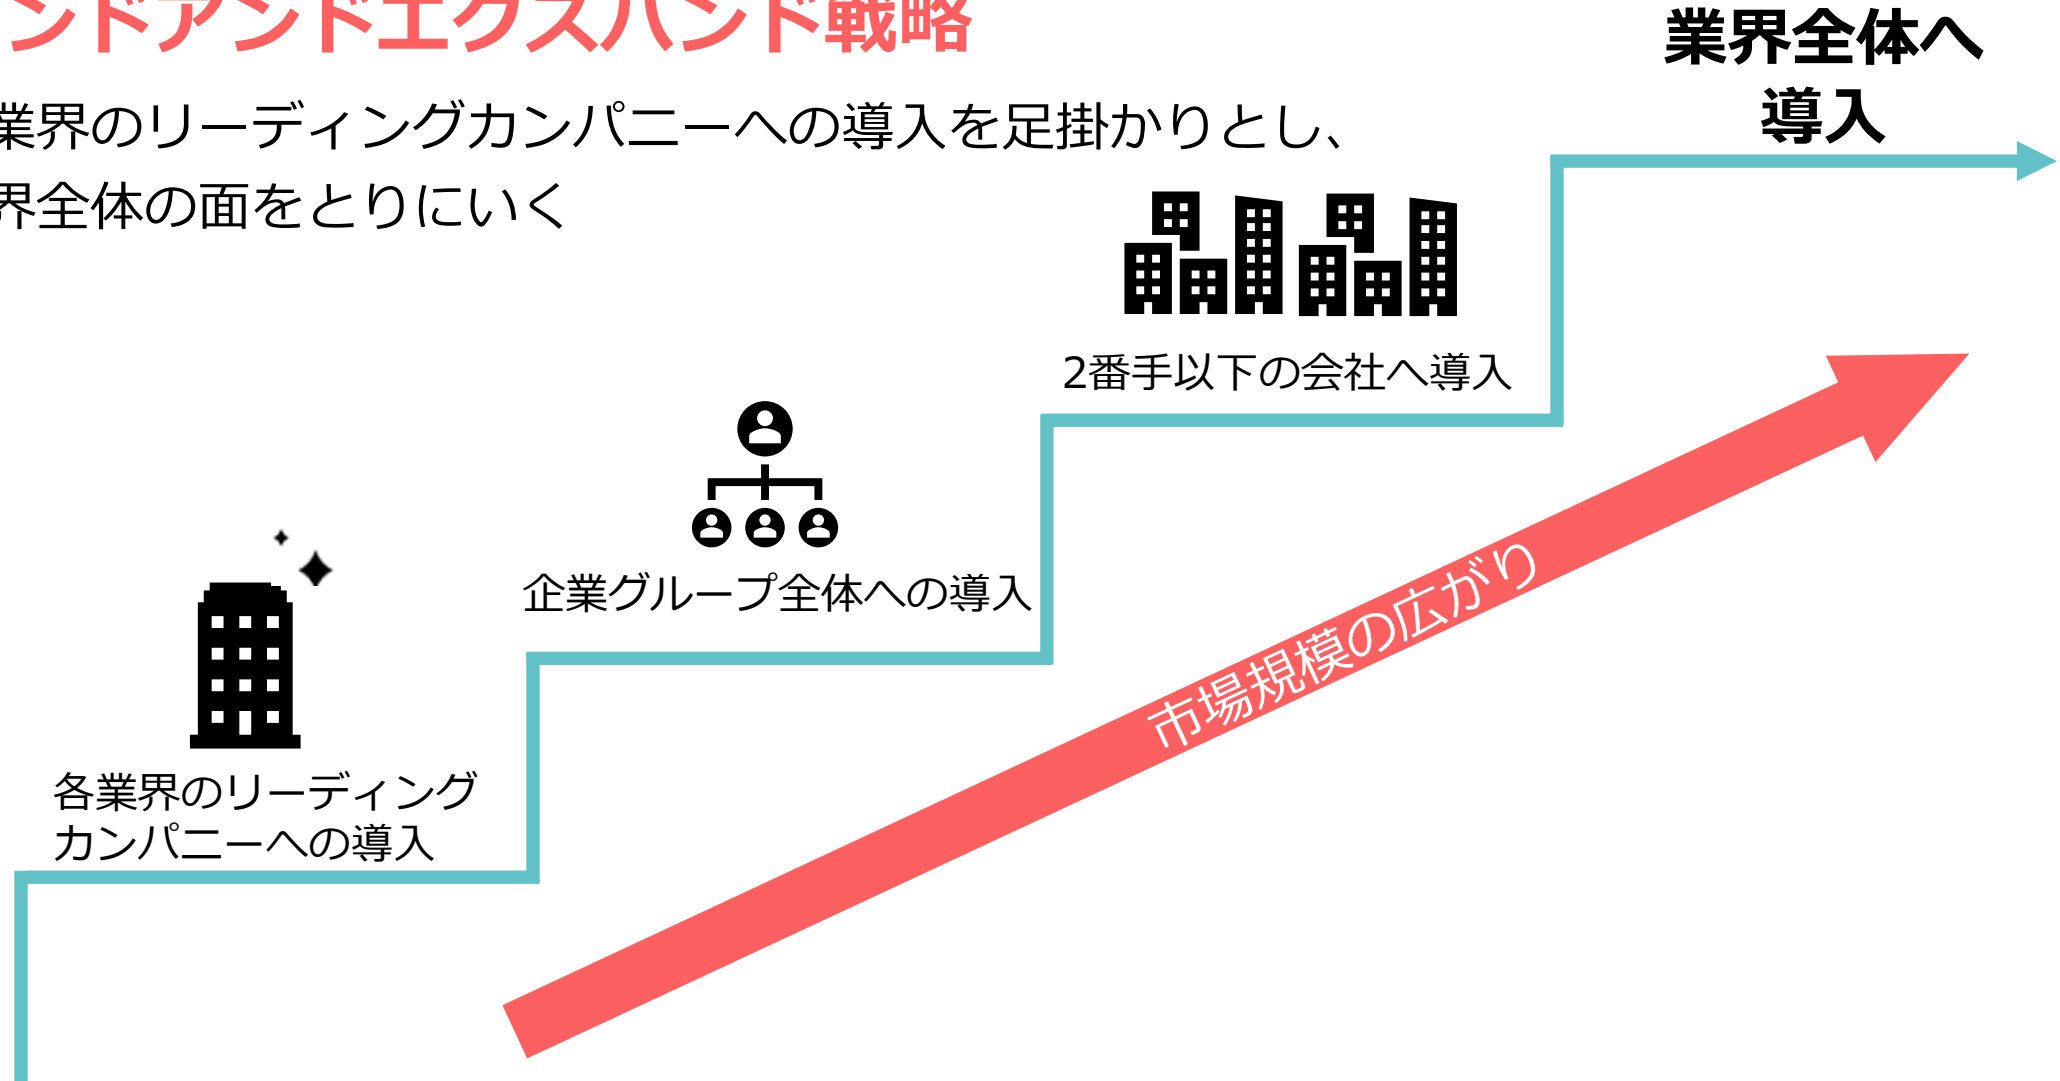 ンドアンドエクスパンド戦略
業界のリーディングカンパニーへの導入を足掛かりとし、
界全体の面をとりにいく
業界全体へ
導入
2番手以下の会社へ導入
企業グループ全体への導入
各業界のリーディング
カンパニーへの導入
市場規模の広がり